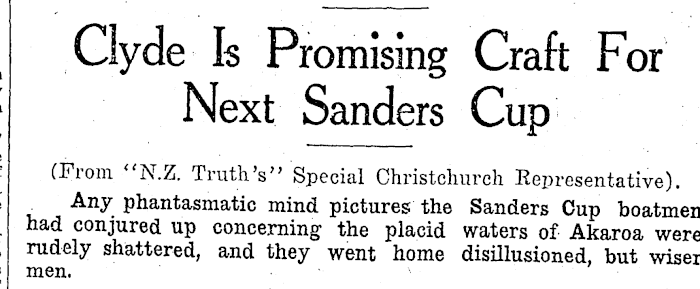 Clyde Is Promising Craft For
Next Sanders Cup
(From "N.Z. Truth's" Special Christchurch Representative).
Any phantasmatic mind pictures the Sanders Cup boatmen
had conjured up concerning the placid waters of Akaroa were
rudely shattered, and they went home disillusioned, but wiser
men.